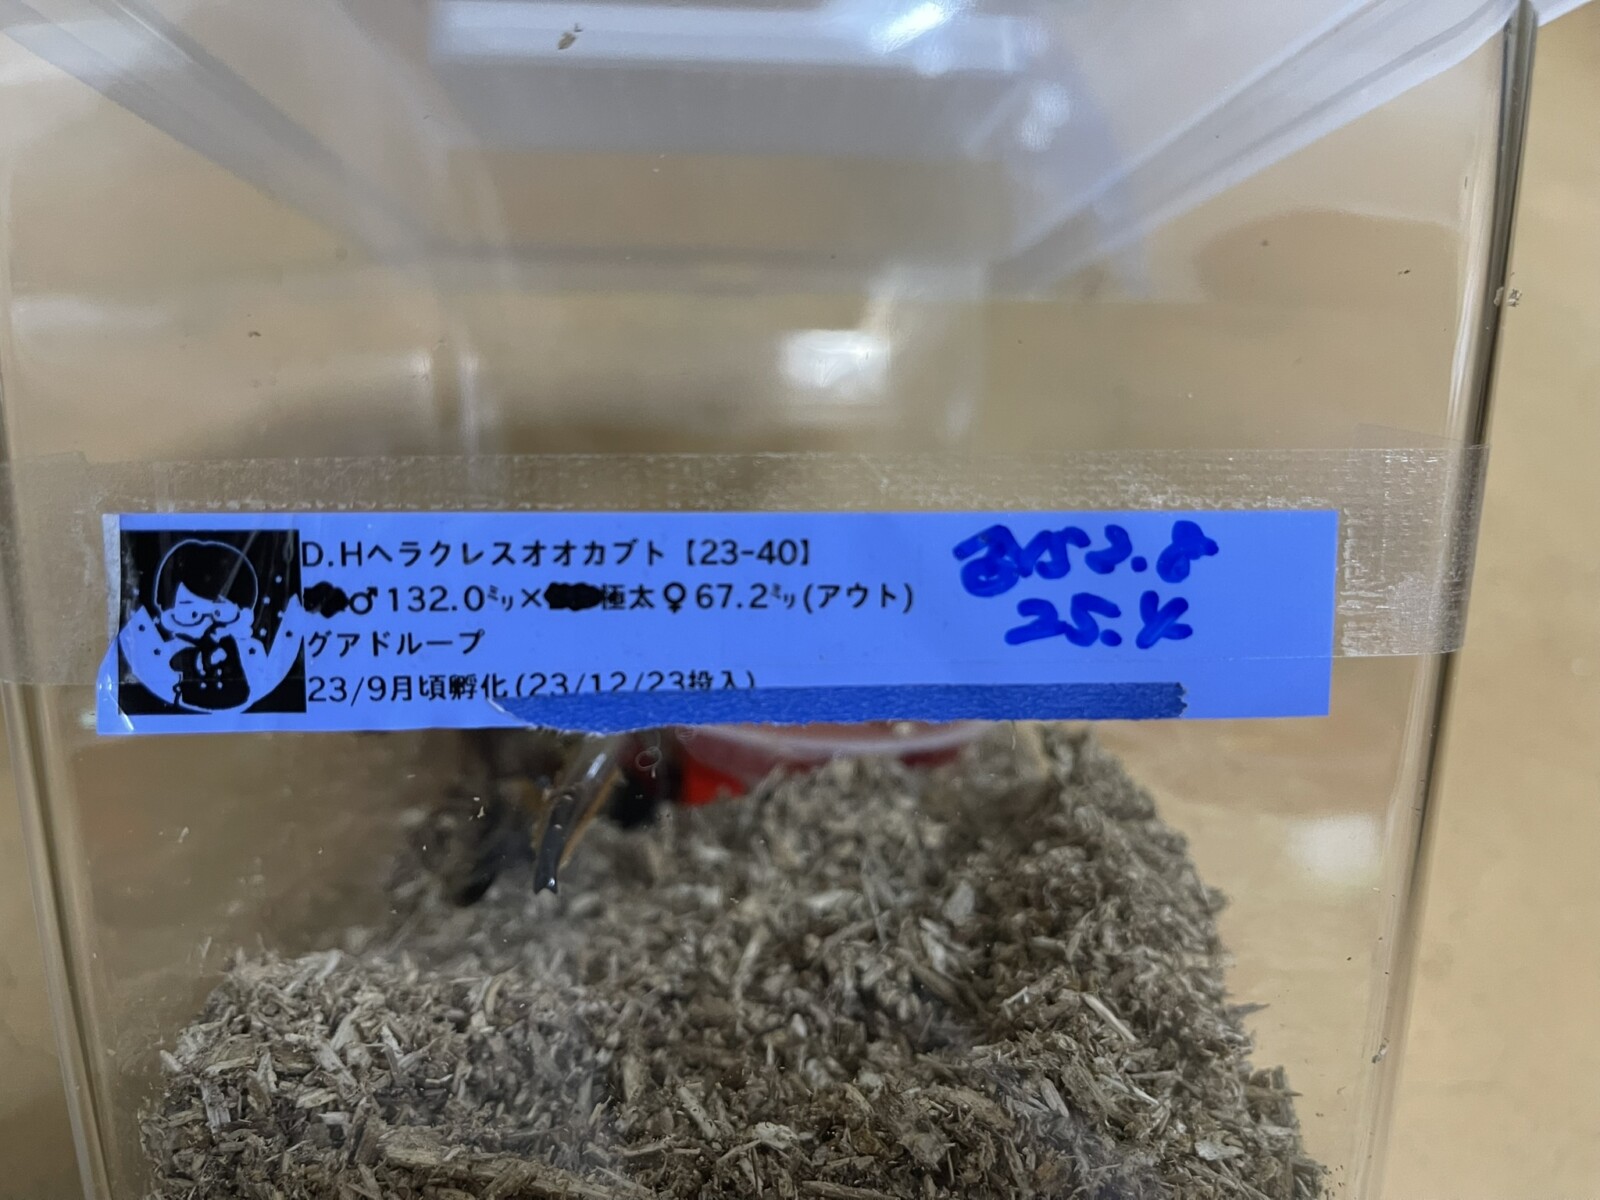 D.Hヘラクレスオオカブト【23-40】
♂132.0㍉×極太♀67.2㍉(アウト)
グアドループ
23/9月頃孵化(23/12/23投入)
25.4